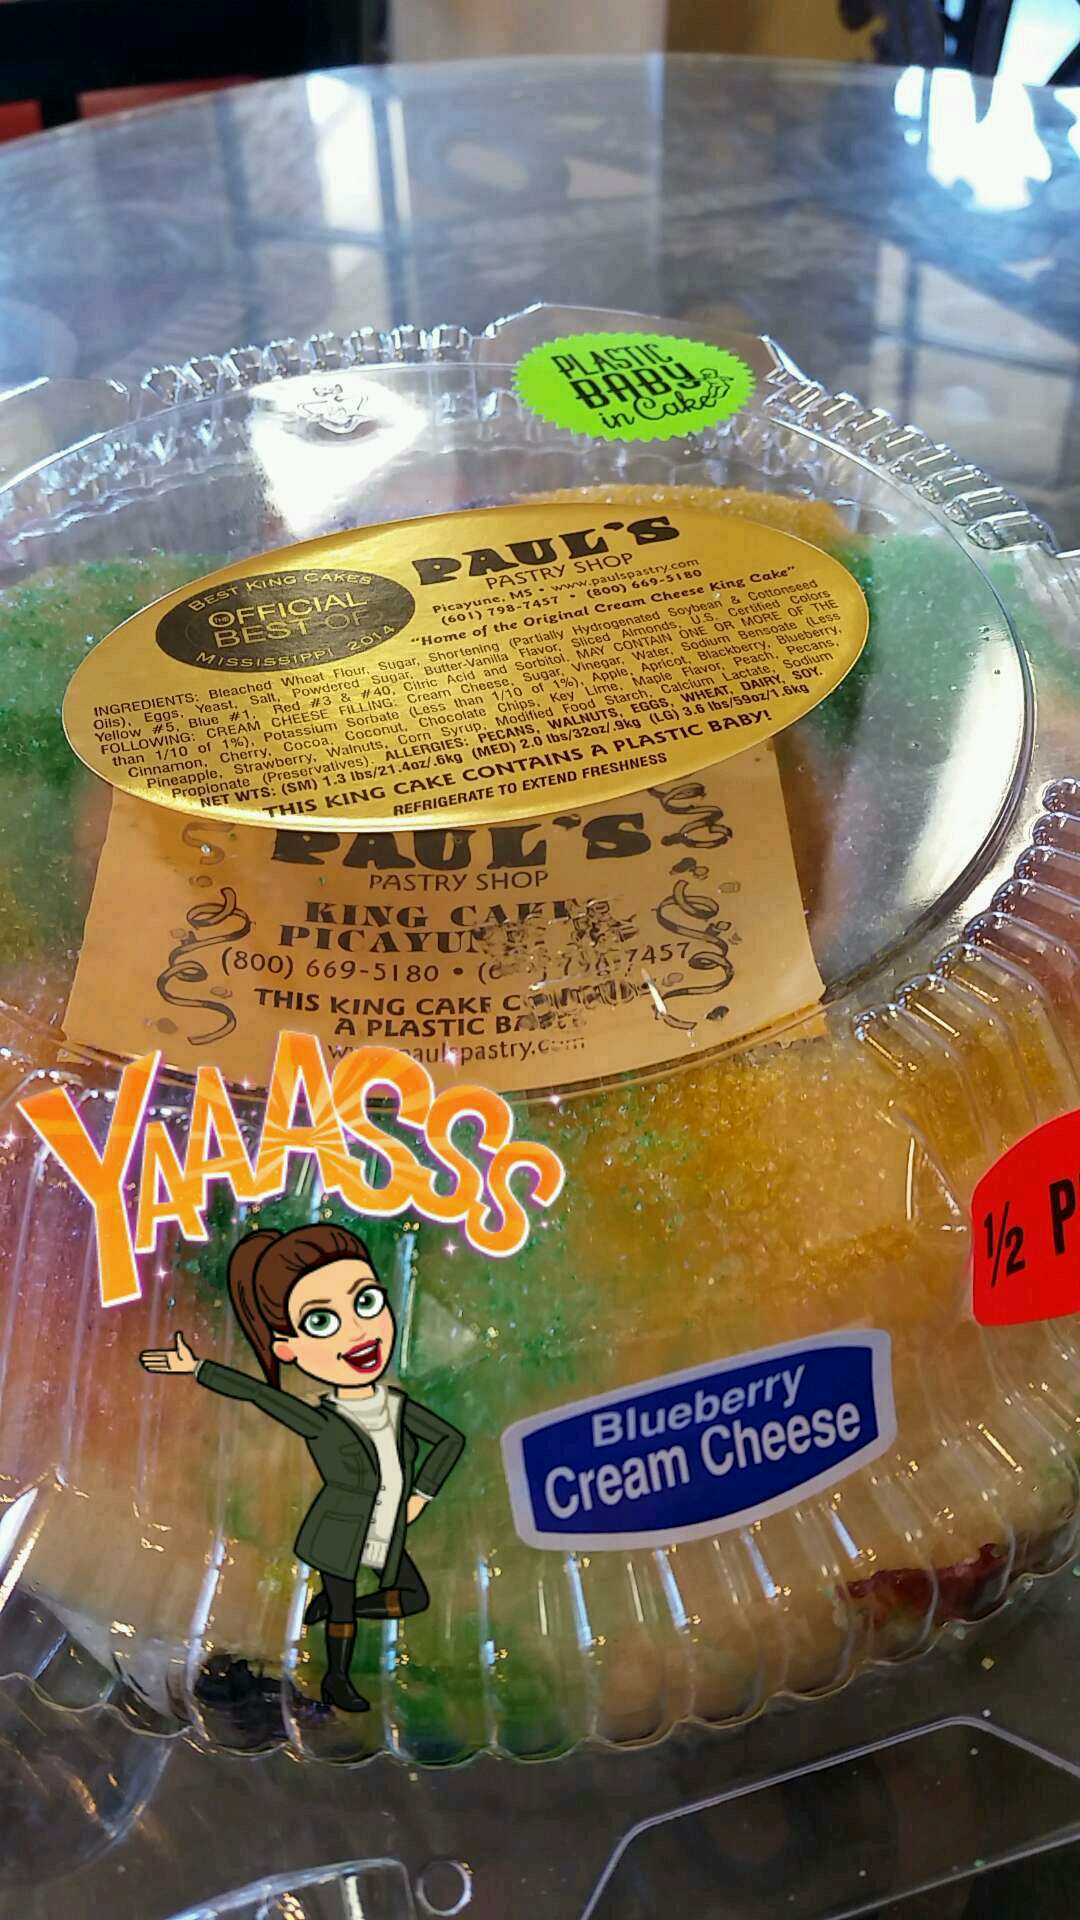 PLASTIC
BABY
in Cake
BEST KING CAKES
THE OFFICIAL
BEST OF
MISSISSIPPI 2014
PAUL'S
PASTRY SHOP
Picayune, MS • www.paulspastry.com
(601) 798-7457 • (800) 669-5180
"Home of the Original Cream Cheese King Cake"
INGREDIENTS: Bleached Wheat Flour, Sugar, Shortening (Partially Hydrogenated Soybean & Cottonseed
Oils), Eggs, Yeast, Salt, Powdered Sugar, Butter-Vanilla Flavor, Sliced Almonds, U.S. Certified Colors
Yellow #5, Blue #1, Red #3 & #40, Citric Acid and Sorbitol, MAY CONTAIN ONE OR MORE OF THE
FOLLOWING: CREAM CHEESE FILLING: Cream Cheese, Sugar, Vinegar, Water, Sodium Benzoate (Less
than 1/10 of 1%), Potassium Sorbate (Less than 1/10 of 1%), Apple, Apricot, Blackberry, Blueberry,
Cinnamon, Cherry, Cocoa, Coconut, Chocolate Chips, Key Lime, Maple Flavor, Peach, Pecans,
Pineapple, Strawberry, Walnuts, Corn Syrup, Modified Food Starch, Calcium Lactate, Sodium
Propionate (Preservatives) ALLERGIES: PECANS, WALNUTS, EGGS, WHEAT, DAIRY, SOY,
NET WTS: (SM) 1.3 lbs/21.4oz/.6kg (MED) 2.0 lbs/32oz/.9kg (LG) 3.6 lbs/59oz/1.6kg
THIS KING CAKE CONTAINS A PLASTIC BABY!
REFRIGERATE TO EXTEND FRESHNESS
PAUL'S
PASTRY SHOP
KING CAKE
PICAYU
(800) 669-5180 • 7457
THIS KING CAKE
A PLASTIC
YAAASSS
1/2 P
Blueberry
Cream Cheese